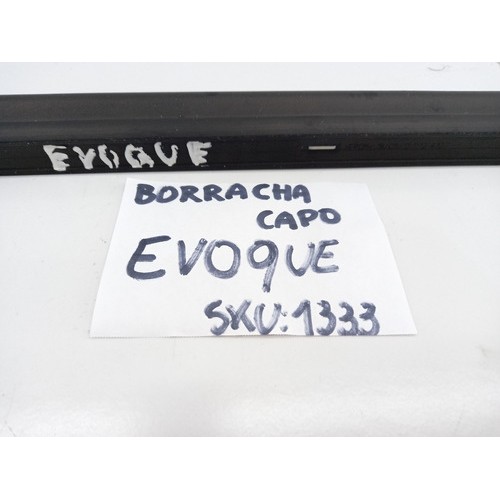 EVOQUE
BORRACHA
CAPO
EVOQUE
SKU:1333